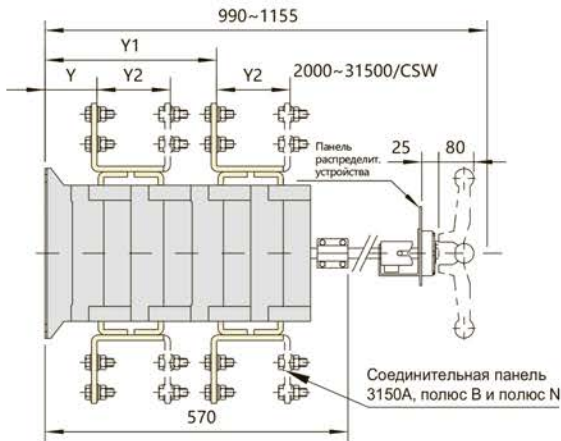 990~1155
Y1
Y
Y2
Y2
2000~31500/CSW
Панель
распределит.
устройства
25
80
Соединительная панель
3150А, полюс В и полюс N
570